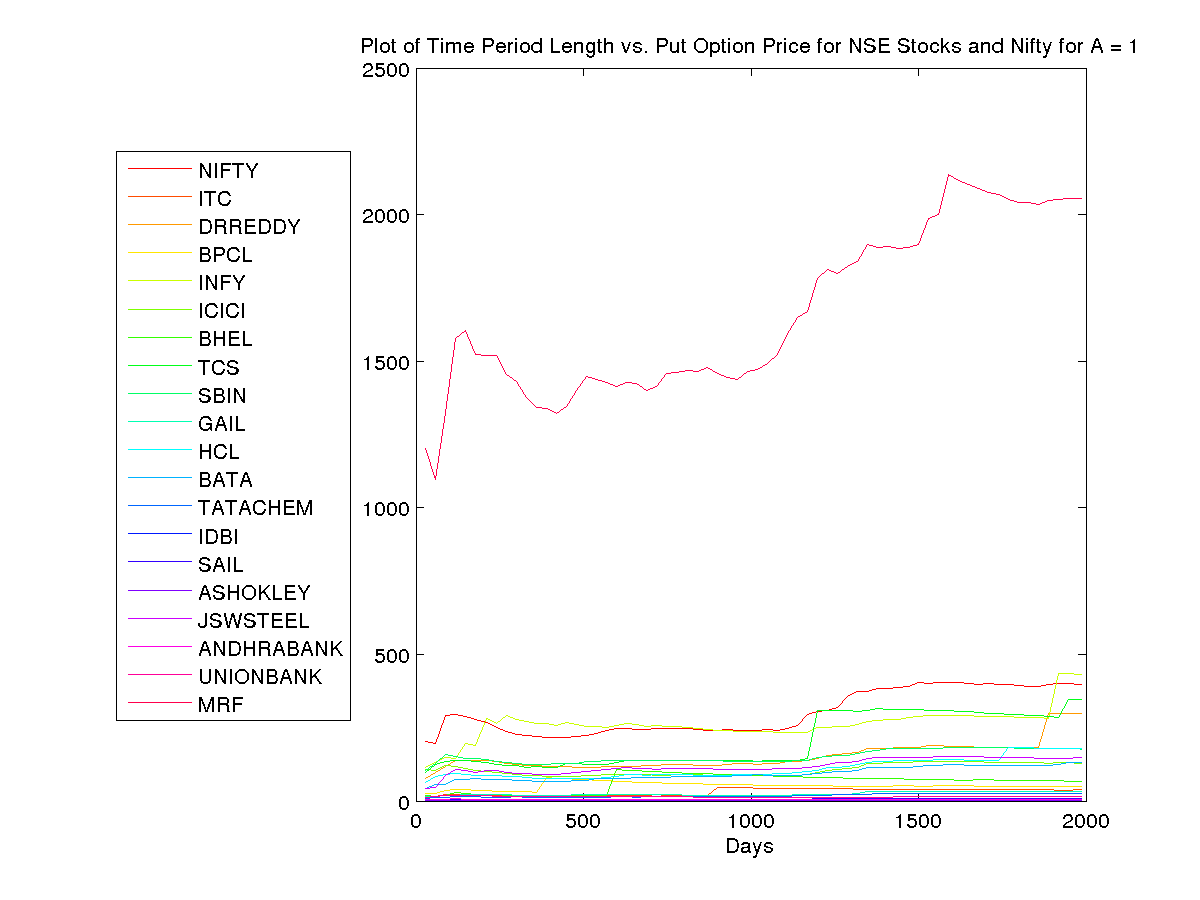 Plot of Time Period Length vs. Put Option Price for NSE Stocks and Nifty for A = 1
2500
2000
1500
1000
500
0
0 500 1000 1500 2000
Days
NIFTY
ITC
DRREDDY
BPCL
INFY
ICICI
BHEL
TCS
SBIN
GAIL
HCL
BATA
TATACHEM
IDBI
SAIL
ASHOKLEY
JSWSTEEL
ANDHRABANK
UNIONBANK
MRF